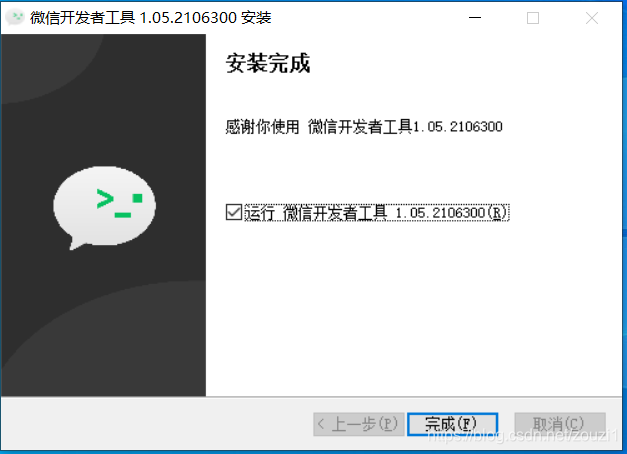 微信开发者工具 1.05.2106300 安装
安装完成
感谢你使用 微信开发者工具1.05.2106300
运行 微信开发者工具 1.05.2106300(R)
< 上一步(P)
完成(F)
取消(C)
https://blog.csdn.net/zouzi1